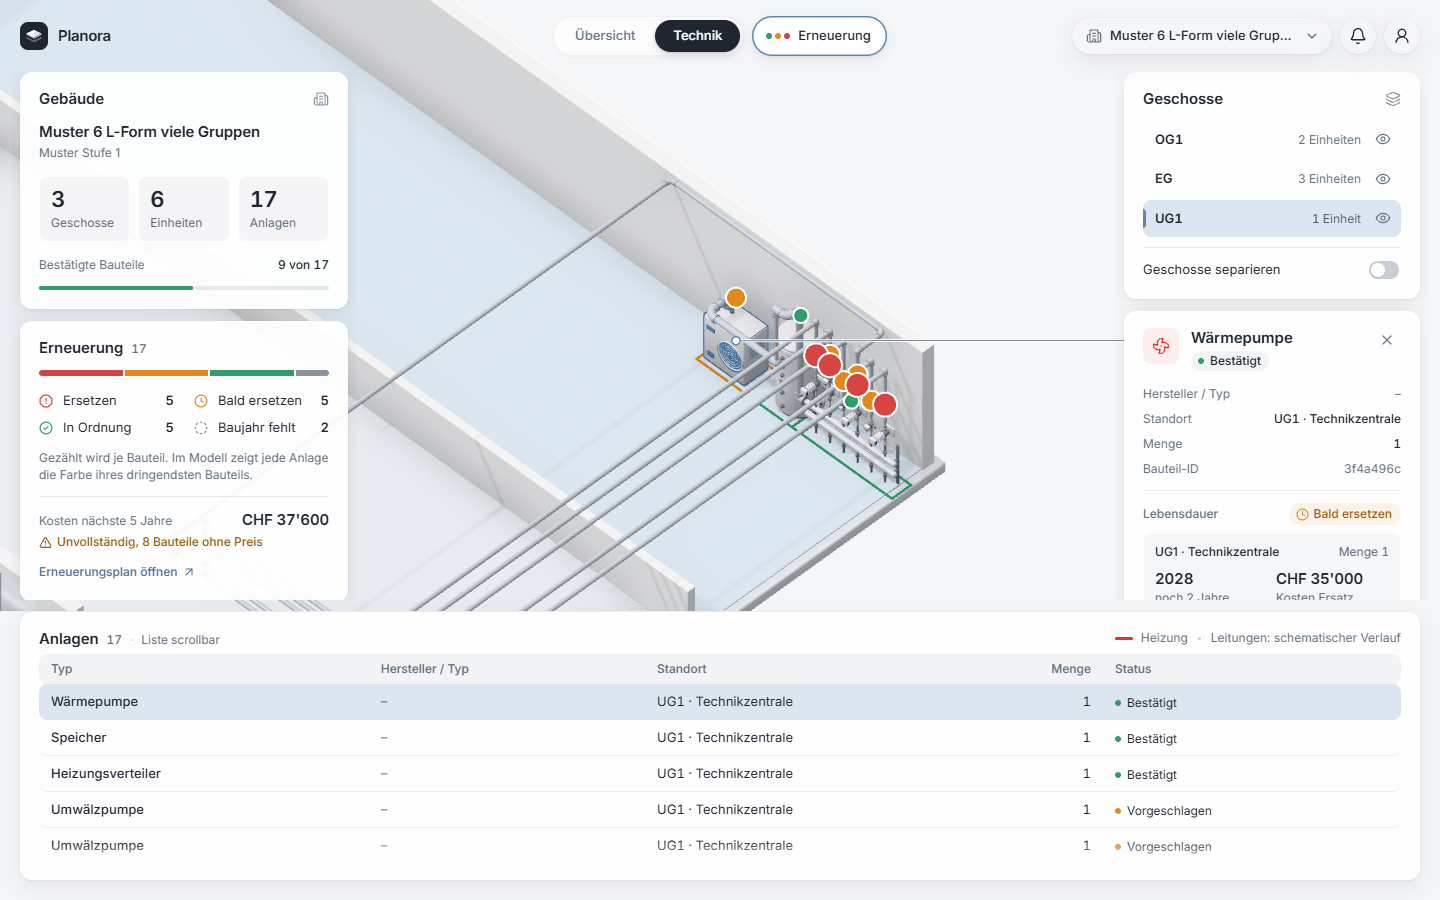 Planora
Übersicht
Technik
Erneuerung
Muster 6 L-Form viele Grup...
Gebäude
Muster 6 L-Form viele Gruppen
Muster Stufe 1
3 6 17
Geschosse Einheiten Anlagen
Bestätigte Bauteile 9 von 17
Erneuerung 17
Ersetzen 5 Bald ersetzen 5
In Ordnung 5 Baujahr fehlt 2
Gezählt wird je Bauteil. Im Modell zeigt jede Anlage
die Farbe ihres dringendsten Bauteils.
Kosten nächste 5 Jahre CHF 37'600
Unvollständig, 8 Bauteile ohne Preis
Erneuerungsplan öffnen
Geschosse
OG1 2 Einheiten
EG 3 Einheiten
UG1 1 Einheit
Geschosse separieren
Wärmepumpe
Bestätigt
Hersteller / Typ –
Standort UG1 · Technikzentrale
Menge 1
Bauteil-ID 3f4a496c
Lebensdauer Bald ersetzen
UG1 · Technikzentrale Menge 1
2028 CHF 35'000
noch 2 Jahre Kosten Ersatz
Anlagen 17 · Liste scrollbar
Heizung • Leitungen: schematischer Verlauf
Typ Hersteller / Typ Standort Menge Status
Wärmepumpe – UG1 · Technikzentrale 1 Bestätigt
Speicher – UG1 · Technikzentrale 1 Bestätigt
Heizungsverteiler – UG1 · Technikzentrale 1 Bestätigt
Umwälzpumpe – UG1 · Technikzentrale 1 Vorgeschlagen
Umwälzpumpe – UG1 · Technikzentrale 1 Vorgeschlagen